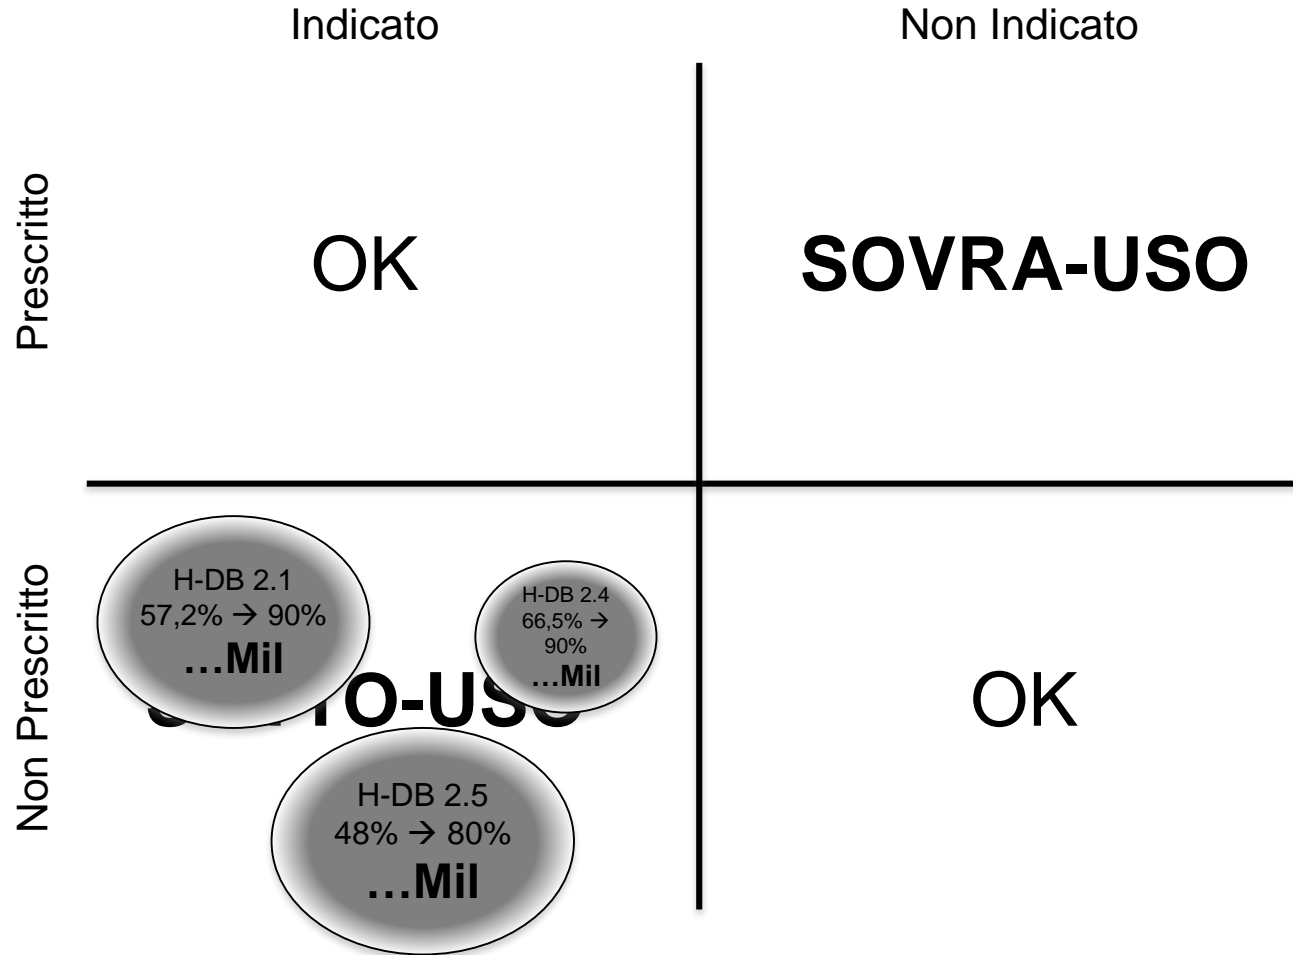 Indicato
Non Indicato
Prescritto
OK
SOVRA-USO
Non Prescritto
H-DB 2.1
57,2% → 90%
...Mil
H-DB 2.4
66,5% →
90%
...Mil
OK
H-DB 2.5
48% → 80%
...Mil